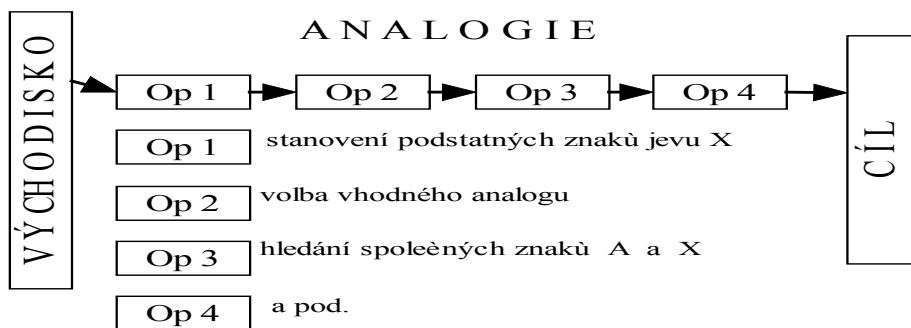 VÝCHODISKO
ANALOGIE
Op 1 Op 2 Op 3 Op 4
CÍL
Op 1 stanovení podstatných znakù jevu X
Op 2 volba vhodného analogu
Op 3 hledání spoleèných znakù A a X
Op 4 a pod.